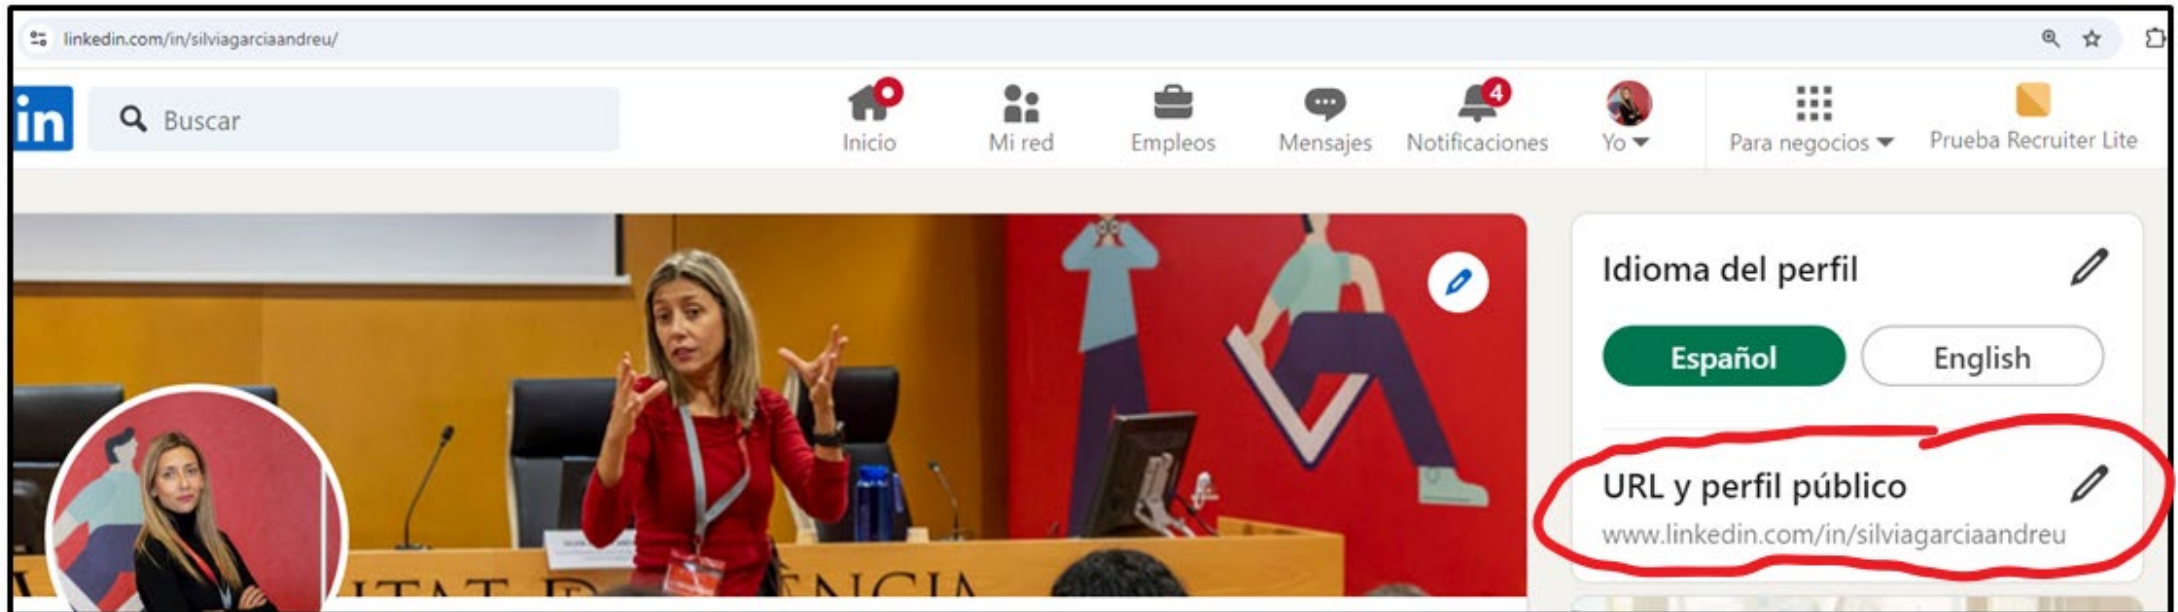 linkedin.com/in/silviagarciaandreu/
in
Buscar
Inicio
Mi red
Empleos
Mensajes
4
Notificaciones
Yo
Para negocios
Prueba Recruiter Lite
Idioma del perfil
Español
English
URL y perfil público
www.linkedin.com/in/silviagarciaandreu